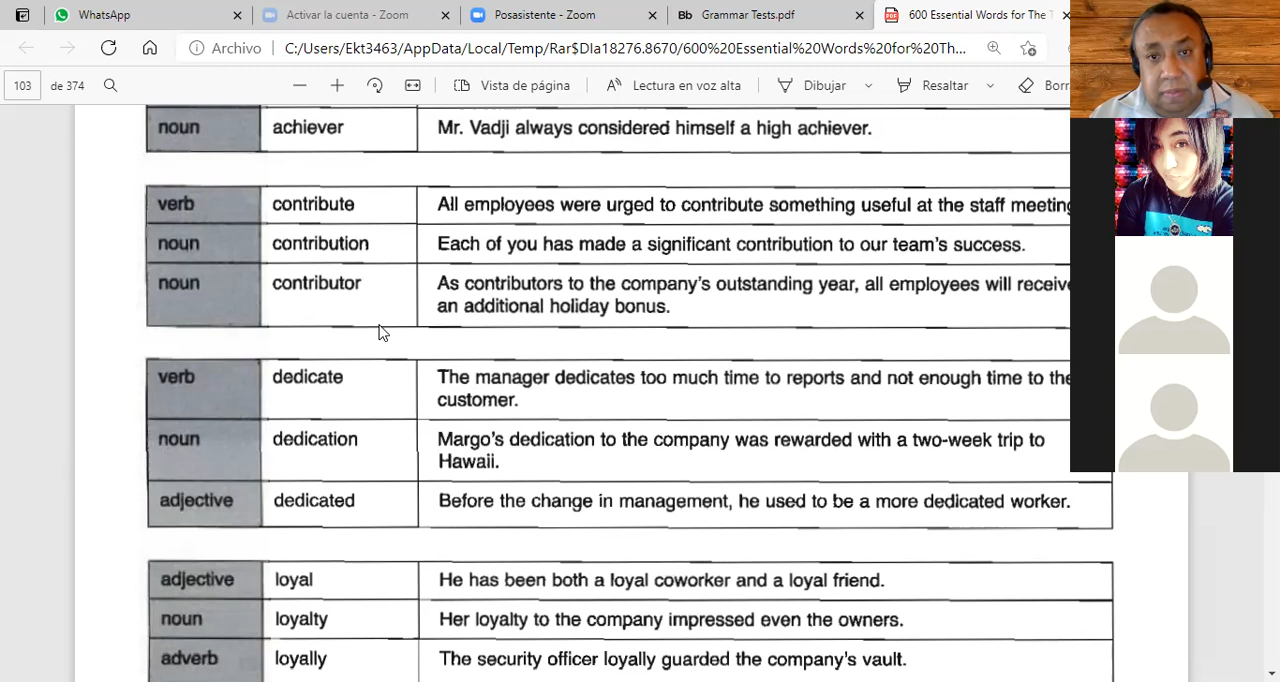 WhatsApp
Activar la cuenta - Zoom
Posasistente - Zoom
Bb Grammar Tests.pdf
PDF 600 Essential Words for The T
Archivo C:/Users/Ekt3463/AppData/Local/Temp/Rar$DIa18276.8670/600%20Essential%20Words%20for%20Th...
103 de 374
Vista de página
Lectura en voz alta
Dibujar
Resaltar
Bor
noun achiever Mr. Vadji always considered himself a high achiever.
verb contribute All employees were urged to contribute something useful at the staff meeting
noun contribution Each of you has made a significant contribution to our team's success.
noun contributor As contributors to the company's outstanding year, all employees will receive
an additional holiday bonus.
verb dedicate The manager dedicates too much time to reports and not enough time to the
customer.
noun dedication Margo's dedication to the company was rewarded with a two-week trip to
Hawaii.
adjective dedicated Before the change in management, he used to be a more dedicated worker.
adjective loyal He has been both a loyal coworker and a loyal friend.
noun loyalty Her loyalty to the company impressed even the owners.
adverb loyally The security officer loyally guarded the company's vault.